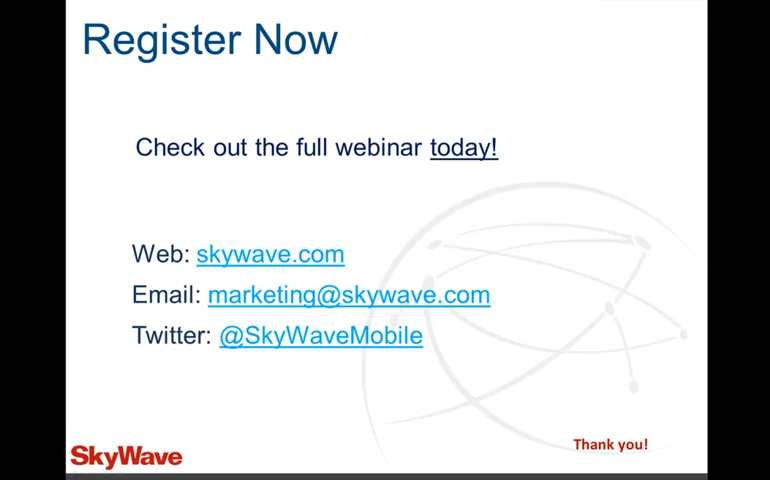 Register Now
Check out the full webinar today!
Web: skywave.com
Email: marketing@skywave.com
Twitter: @SkyWaveMobile
Thank you!
SkyWave